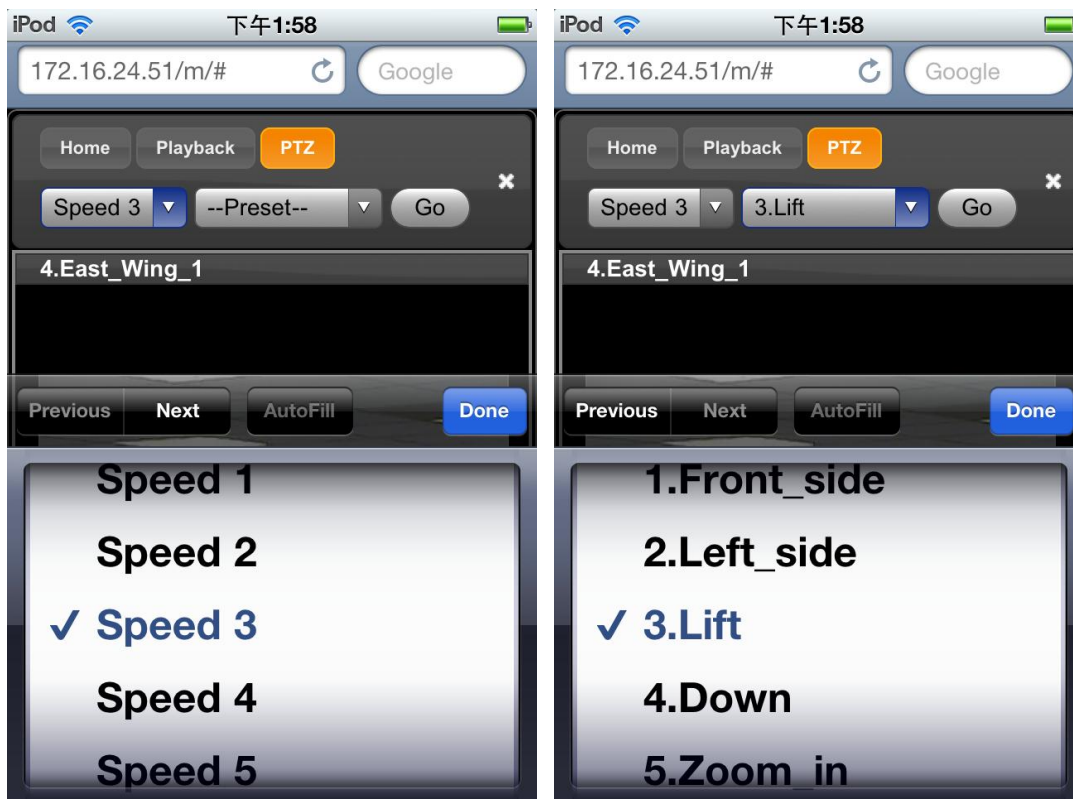 iPod 下午1:58
172.16.24.51/m/# Google
Home Playback PTZ
Speed 3 --Preset-- Go
4.East_Wing_1
Previous Next AutoFill Done
Speed 1
Speed 2
✓ Speed 3
Speed 4
Speed 5
iPod 下午1:58
172.16.24.51/m/# Google
Home Playback PTZ
Speed 3 3.Lift Go
4.East_Wing_1
Previous Next AutoFill Done
1.Front_side
2.Left_side
✓ 3.Lift
4.Down
5.Zoom_in